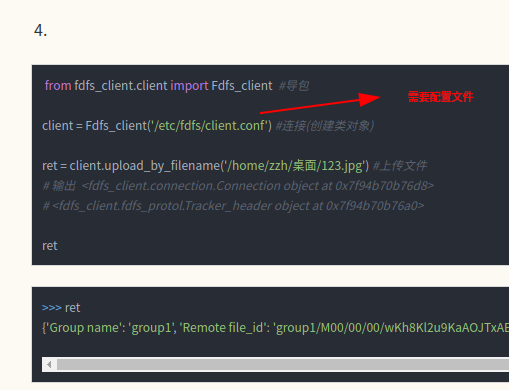 4.
from fdfs_client.client import Fdfs_client #导包
需要配置文件
client = Fdfs_client('/etc/fdfs/client.conf') #连接(创建类对象)
ret = client.upload_by_filename('/home/zzh/桌面/123.jpg') #上传文件
# 输出 <fdfs_client.connection.Connection object at 0x7f94b70b76d8>
# <fdfs_client.fdfs_protol.Tracker_header object at 0x7f94b70b76a0>
ret
>>> ret
{'Group name': 'group1', 'Remote file_id': 'group1/M00/00/00/wKh8Kl2u9KaAOJTxAE